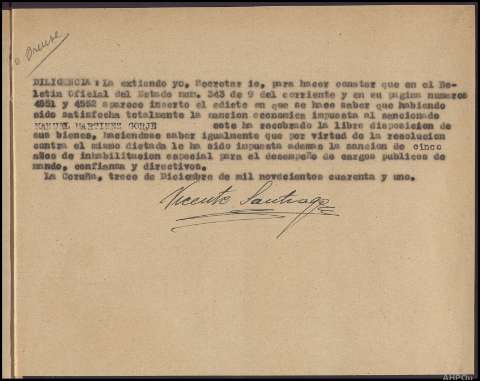 a Orense
DILIGENCIA: La extiendo yo, Secretario, para hacer constar que en el Bo-
letin Oficial del Estado num. 343 de 9 del corriente y en su pagina numeros
4551 y 4552 aparece inserto el edicto en que se hace saber que habiendo
sido satisfecha totalmente la sancion economica impuesta al sancionado
MANUEL MARTINEZ este ha recobrado la libre disposicion de
sus bienes, haciendose saber igualmente que por virtud de la resolucion
contra el mismo dictada le ha sido impuesta ademas la sancion de cinco
años de inhabilitacion especial para el desempeño de cargos publicos de
mando, confianza y directivos.
La Coruña, trece de Diciembre de mil novecientos cuarenta y uno.
Vicente Santiago
AHPOu